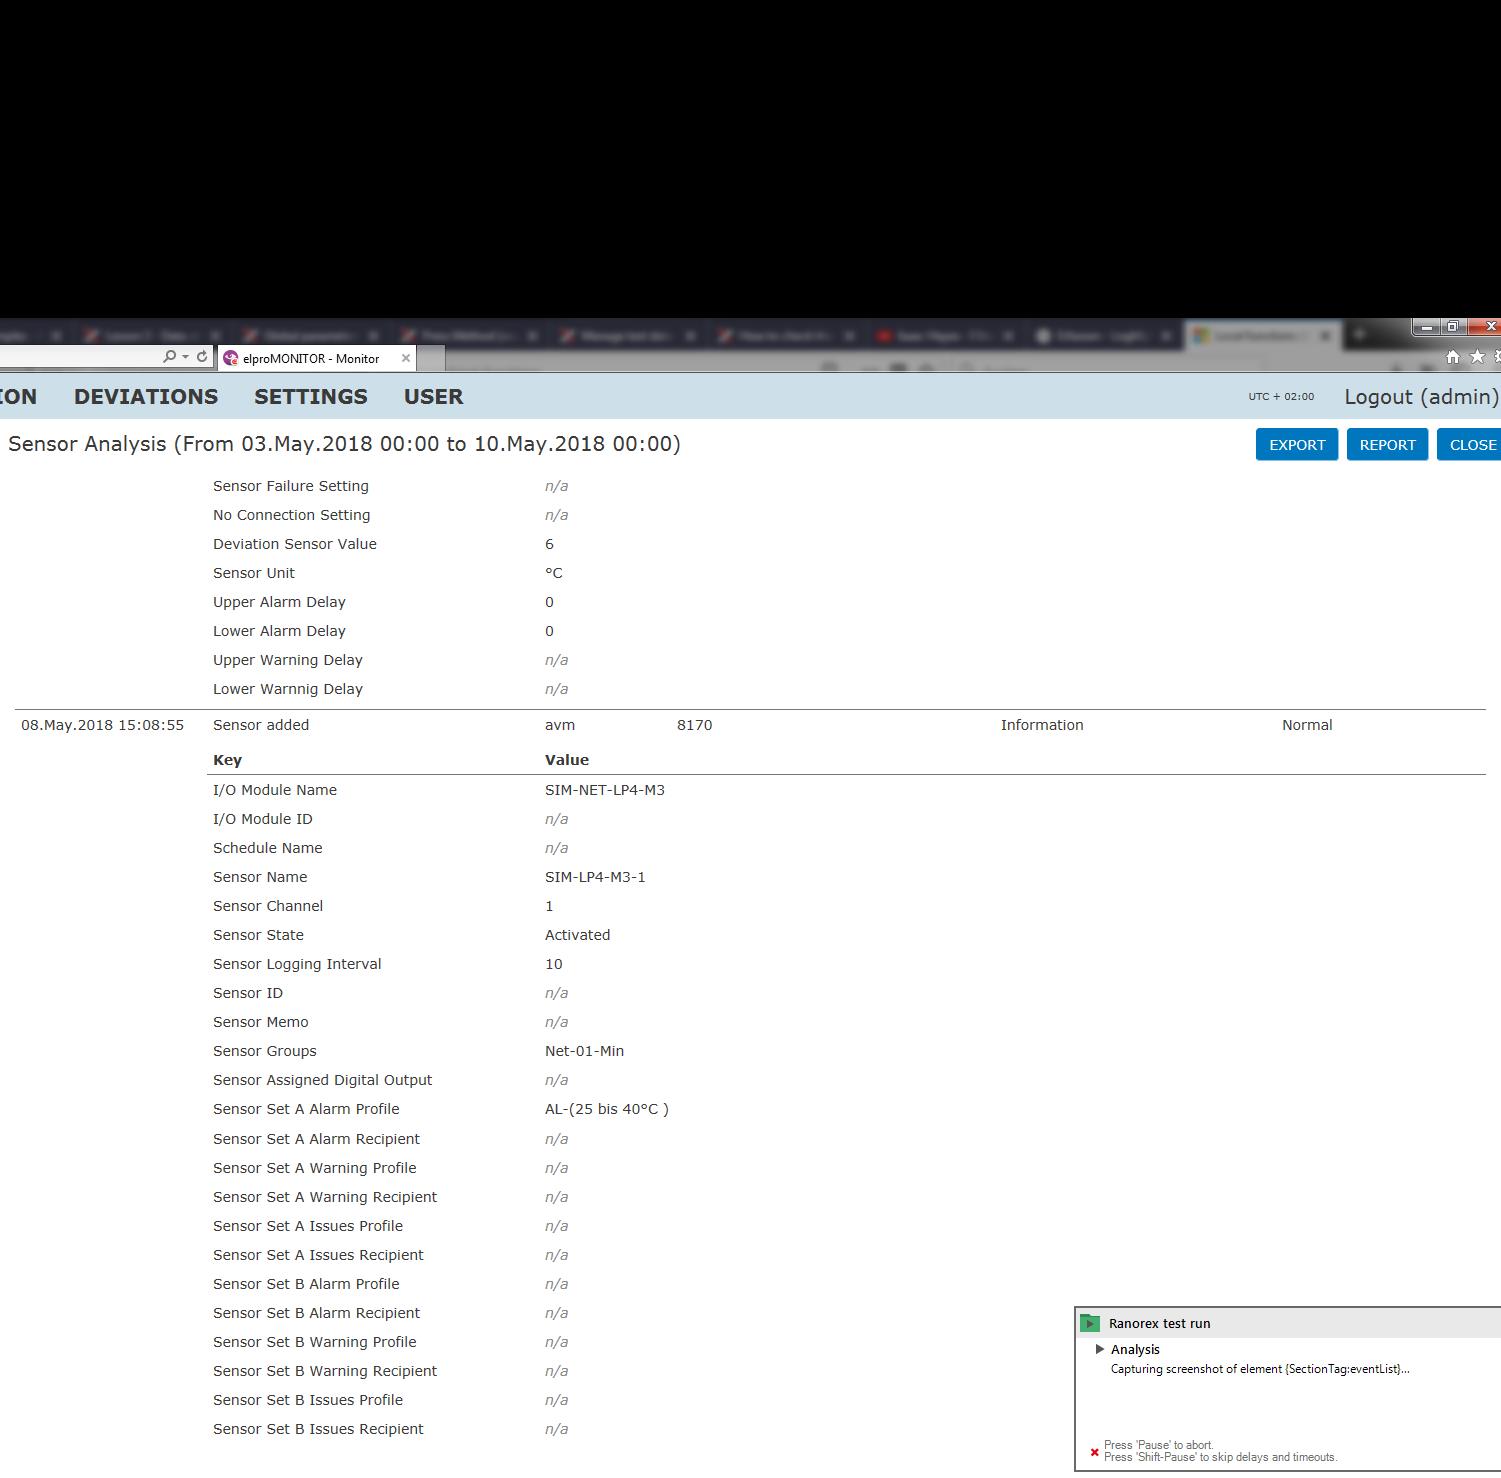 elproMONITOR - Monitor
ION DEVIATIONS SETTINGS USER UTC + 02:00 Logout (admin)
Sensor Analysis (From 03.May.2018 00:00 to 10.May.2018 00:00) EXPORT REPORT CLOSE
Sensor Failure Setting n/a
No Connection Setting n/a
Deviation Sensor Value 6
Sensor Unit °C
Upper Alarm Delay 0
Lower Alarm Delay 0
Upper Warning Delay n/a
Lower Warnnig Delay n/a
08.May.2018 15:08:55 Sensor added avm 8170 Information Normal
Key Value
I/O Module Name SIM-NET-LP4-M3
I/O Module ID n/a
Schedule Name n/a
Sensor Name SIM-LP4-M3-1
Sensor Channel 1
Sensor State Activated
Sensor Logging Interval 10
Sensor ID n/a
Sensor Memo n/a
Sensor Groups Net-01-Min
Sensor Assigned Digital Output n/a
Sensor Set A Alarm Profile AL-(25 bis 40°C )
Sensor Set A Alarm Recipient n/a
Sensor Set A Warning Profile n/a
Sensor Set A Warning Recipient n/a
Sensor Set A Issues Profile n/a
Sensor Set A Issues Recipient n/a
Sensor Set B Alarm Profile n/a
Sensor Set B Alarm Recipient n/a
Sensor Set B Warning Profile n/a
Sensor Set B Warning Recipient n/a
Sensor Set B Issues Profile n/a
Sensor Set B Issues Recipient n/a
Ranorex test run
Analysis
Capturing screenshot of element {SectionTag:eventList}...
Press 'Pause' to abort.
Press 'Shift-Pause' to skip delays and timeouts.